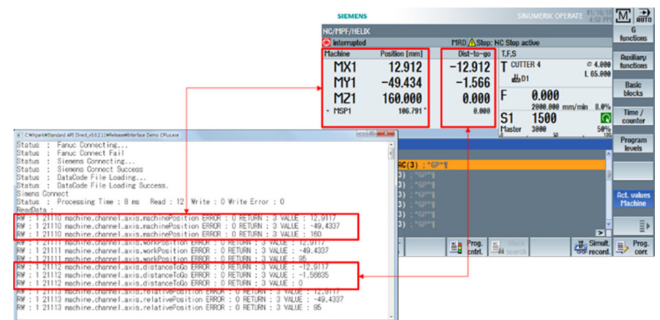 SIEMENS
SINUMERIK OPERATE
M
AUTO
NC/MPF/HELIX
Interrupted
MRD Stop: NC Stop active
Machine Position [mm] Dist-to-go T,F,S
MX1 12.912 -12.912 T CUTTER 4 ø 4.000
MY1 -49.434 -1.566 D1 L 65.000
MZ1 160.000 0.000 F 0.000
MSP1 106.791° 0.000 2000.000 mm/min 8.0%
S1 1500
Master 3000 50%
G functions
Auxiliary functions
Basic blocks
Time / counter
Program levels
Act. values Machine
Prog. cntrl.
Block search
Simult. record.
Prog. corr
Status : Fanuc Connecting...
Status : Fanuc Connect Fail
Status : Siemens Connecting...
Status : Siemens Connect Success
Status : DataCode File Loading...
Status : DataCode File Loading Success.
Simens Connect
Status : Processing Time : 8 ms Read : 12 Write : 0 Write Error : 0
ReadData :
RW : 1 21110 machine.channel.axis.machinePosition ERROR : 0 RETURN : 3 VALUE : 12.9117
RW : 1 21110 machine.channel.axis.machinePosition ERROR : 0 RETURN : 3 VALUE : -49.4337
RW : 1 21110 machine.channel.axis.machinePosition ERROR : 0 RETURN : 3 VALUE : 160
RW : 1 21111 machine.channel.axis.workPosition ERROR : 0 RETURN : 3 VALUE : 12.9117
RW : 1 21111 machine.channel.axis.workPosition ERROR : 0 RETURN : 3 VALUE : -49.4337
RW : 1 21111 machine.channel.axis.workPosition ERROR : 0 RETURN : 3 VALUE : 95
RW : 1 21112 machine.channel.axis.distanceToGo ERROR : 0 RETURN : 3 VALUE : -12.9117
RW : 1 21112 machine.channel.axis.distanceToGo ERROR : 0 RETURN : 3 VALUE : -1.56635
RW : 1 21112 machine.channel.axis.distanceToGo ERROR : 0 RETURN : 3 VALUE : 0
RW : 1 21113 machine.channel.axis.relativePosition ERROR : 0 RETURN : 3 VALUE : 12.9117
RW : 1 21113 machine.channel.axis.relativePosition ERROR : 0 RETURN : 3 VALUE : -49.4337
RW : 1 21113 machine.channel.axis.relativePosition ERROR : 0 RETURN : 3 VALUE : 95